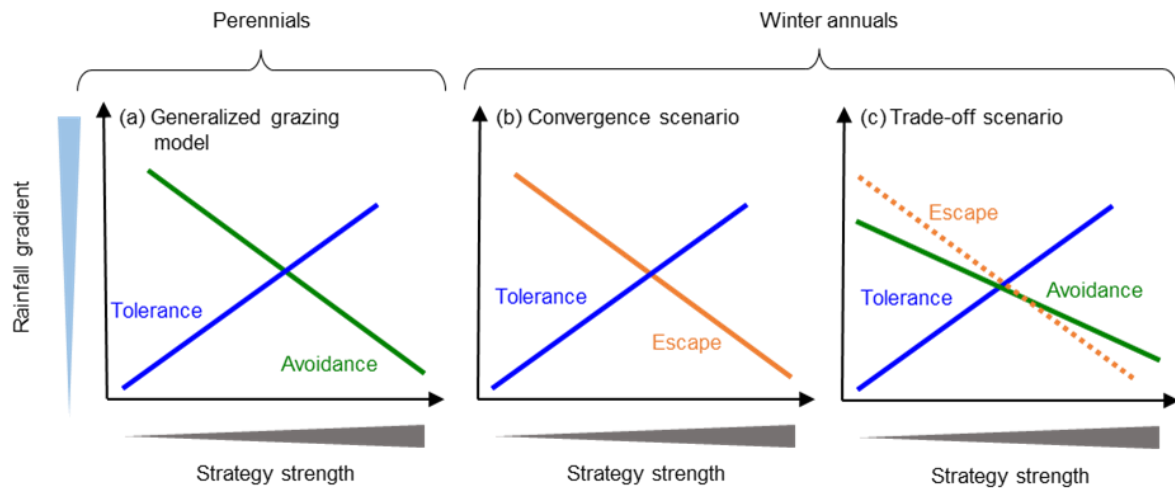 Perennials
Winter annuals
(a) Generalized grazing
model
(b) Convergence scenario
(c) Trade-off scenario
Rainfall gradient
Tolerance
Avoidance
Tolerance
Escape
Escape
Tolerance
Avoidance
Strategy strength
Strategy strength
Strategy strength